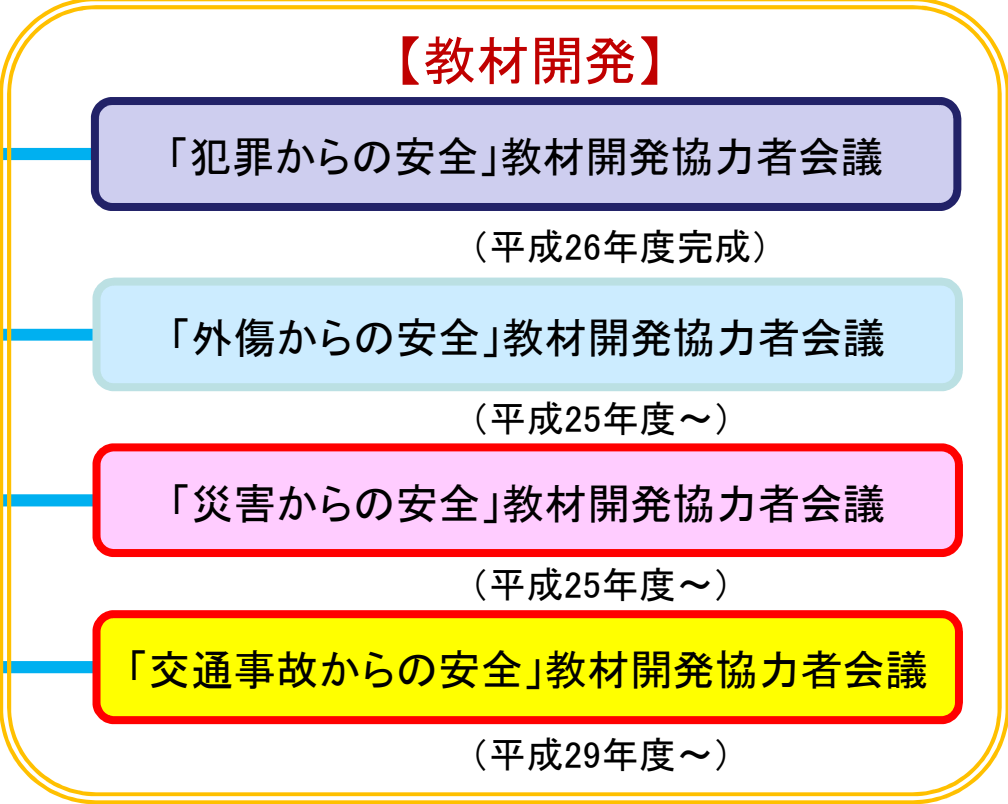 【教材開発】
「犯罪からの安全」教材開発協力者会議
（平成26年度完成）
「外傷からの安全」教材開発協力者会議
（平成25年度～）
「災害からの安全」教材開発協力者会議
（平成25年度～）
「交通事故からの安全」教材開発協力者会議
（平成29年度～）